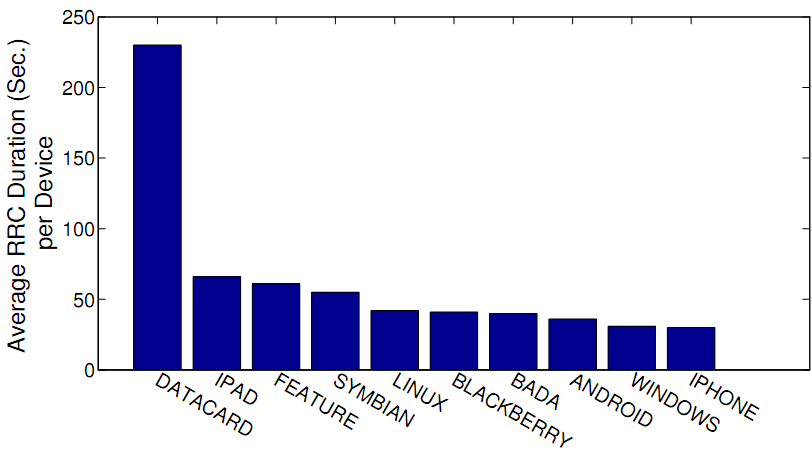 Average RRC Duration (Sec.)
per Device
250
200
150
100
50
0
DATACARD
IPAD
FEATURE
SYMBIAN
LINUX
BLACKBERRY
BADA
ANDROID
WINDOWS
IPHONE